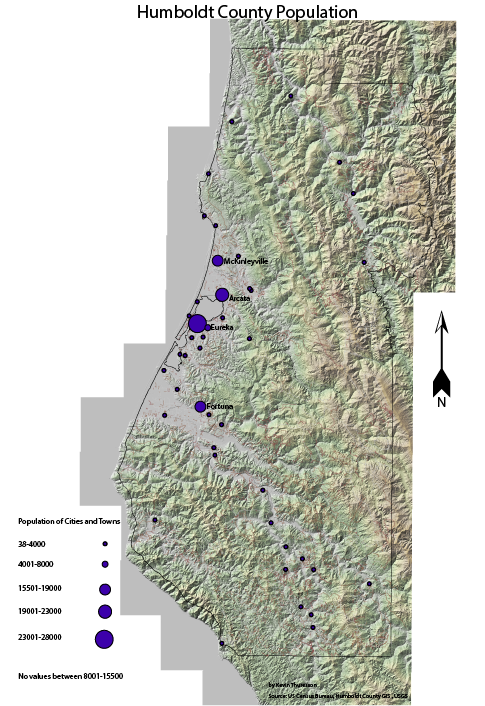 Humboldt County Population
McKinleyville
Arcata
Eureka
Fortuna
N
Population of Cities and Towns
38-4000
4001-8000
15501-19000
19001-23000
23001-28000
No values between 8001-15500
by Kevin
Source: US Census Bureau, Humboldt County GIS, USGS